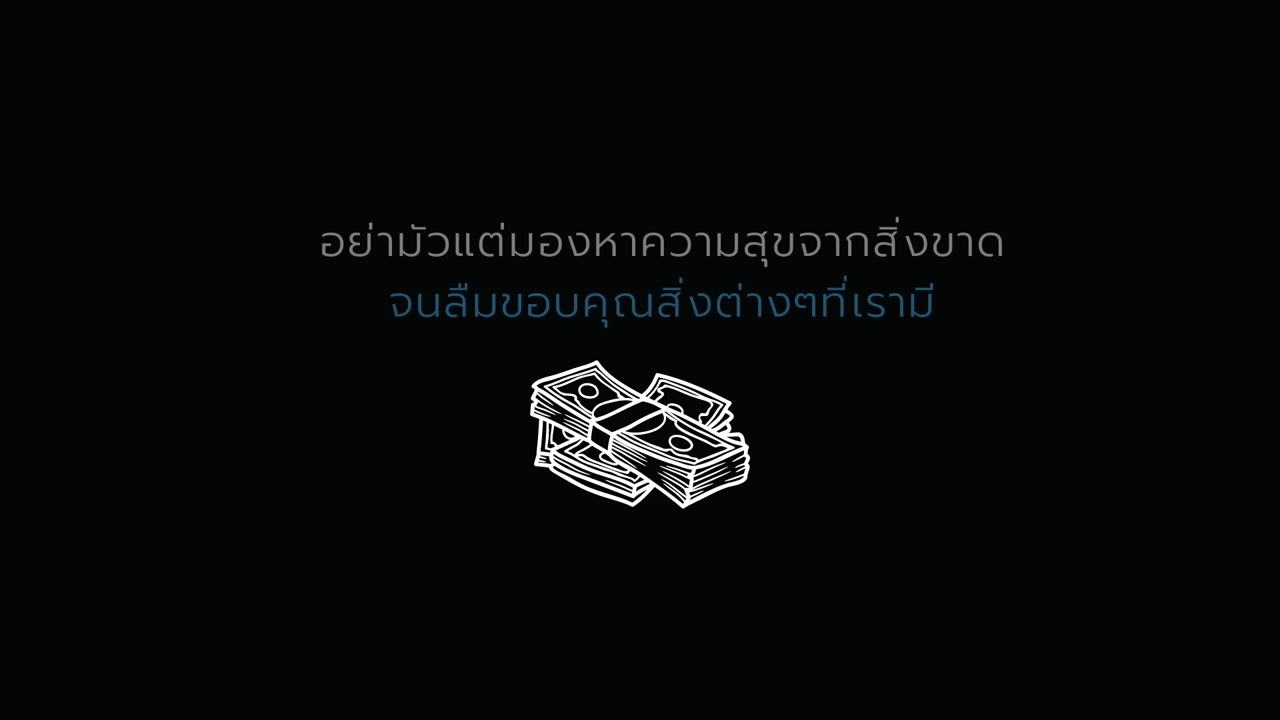 อย่ามัวแต่มองหาความสุขจากสิ่งขาด
จนลืมขอบคุณสิ่งต่างๆที่เรามี